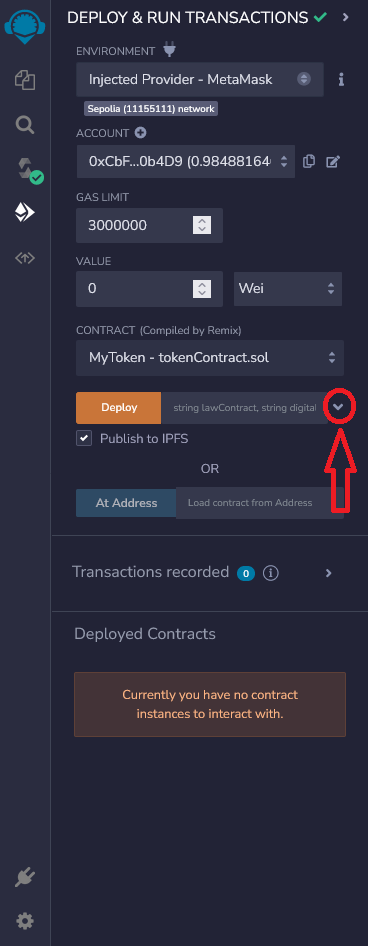 DEPLOY & RUN TRANSACTIONS
ENVIRONMENT
Injected Provider - MetaMask
Sepolia (11155111) network
ACCOUNT
0xCbF...0b4D9 (0.98488164
GAS LIMIT
3000000
VALUE
0
Wei
CONTRACT (Compiled by Remix)
MyToken - tokenContract.sol
Deploy
string lawContract, string digital
Publish to IPFS
OR
At Address
Load contract from Address
Transactions recorded 0
Deployed Contracts
Currently you have no contract
instances to interact with.